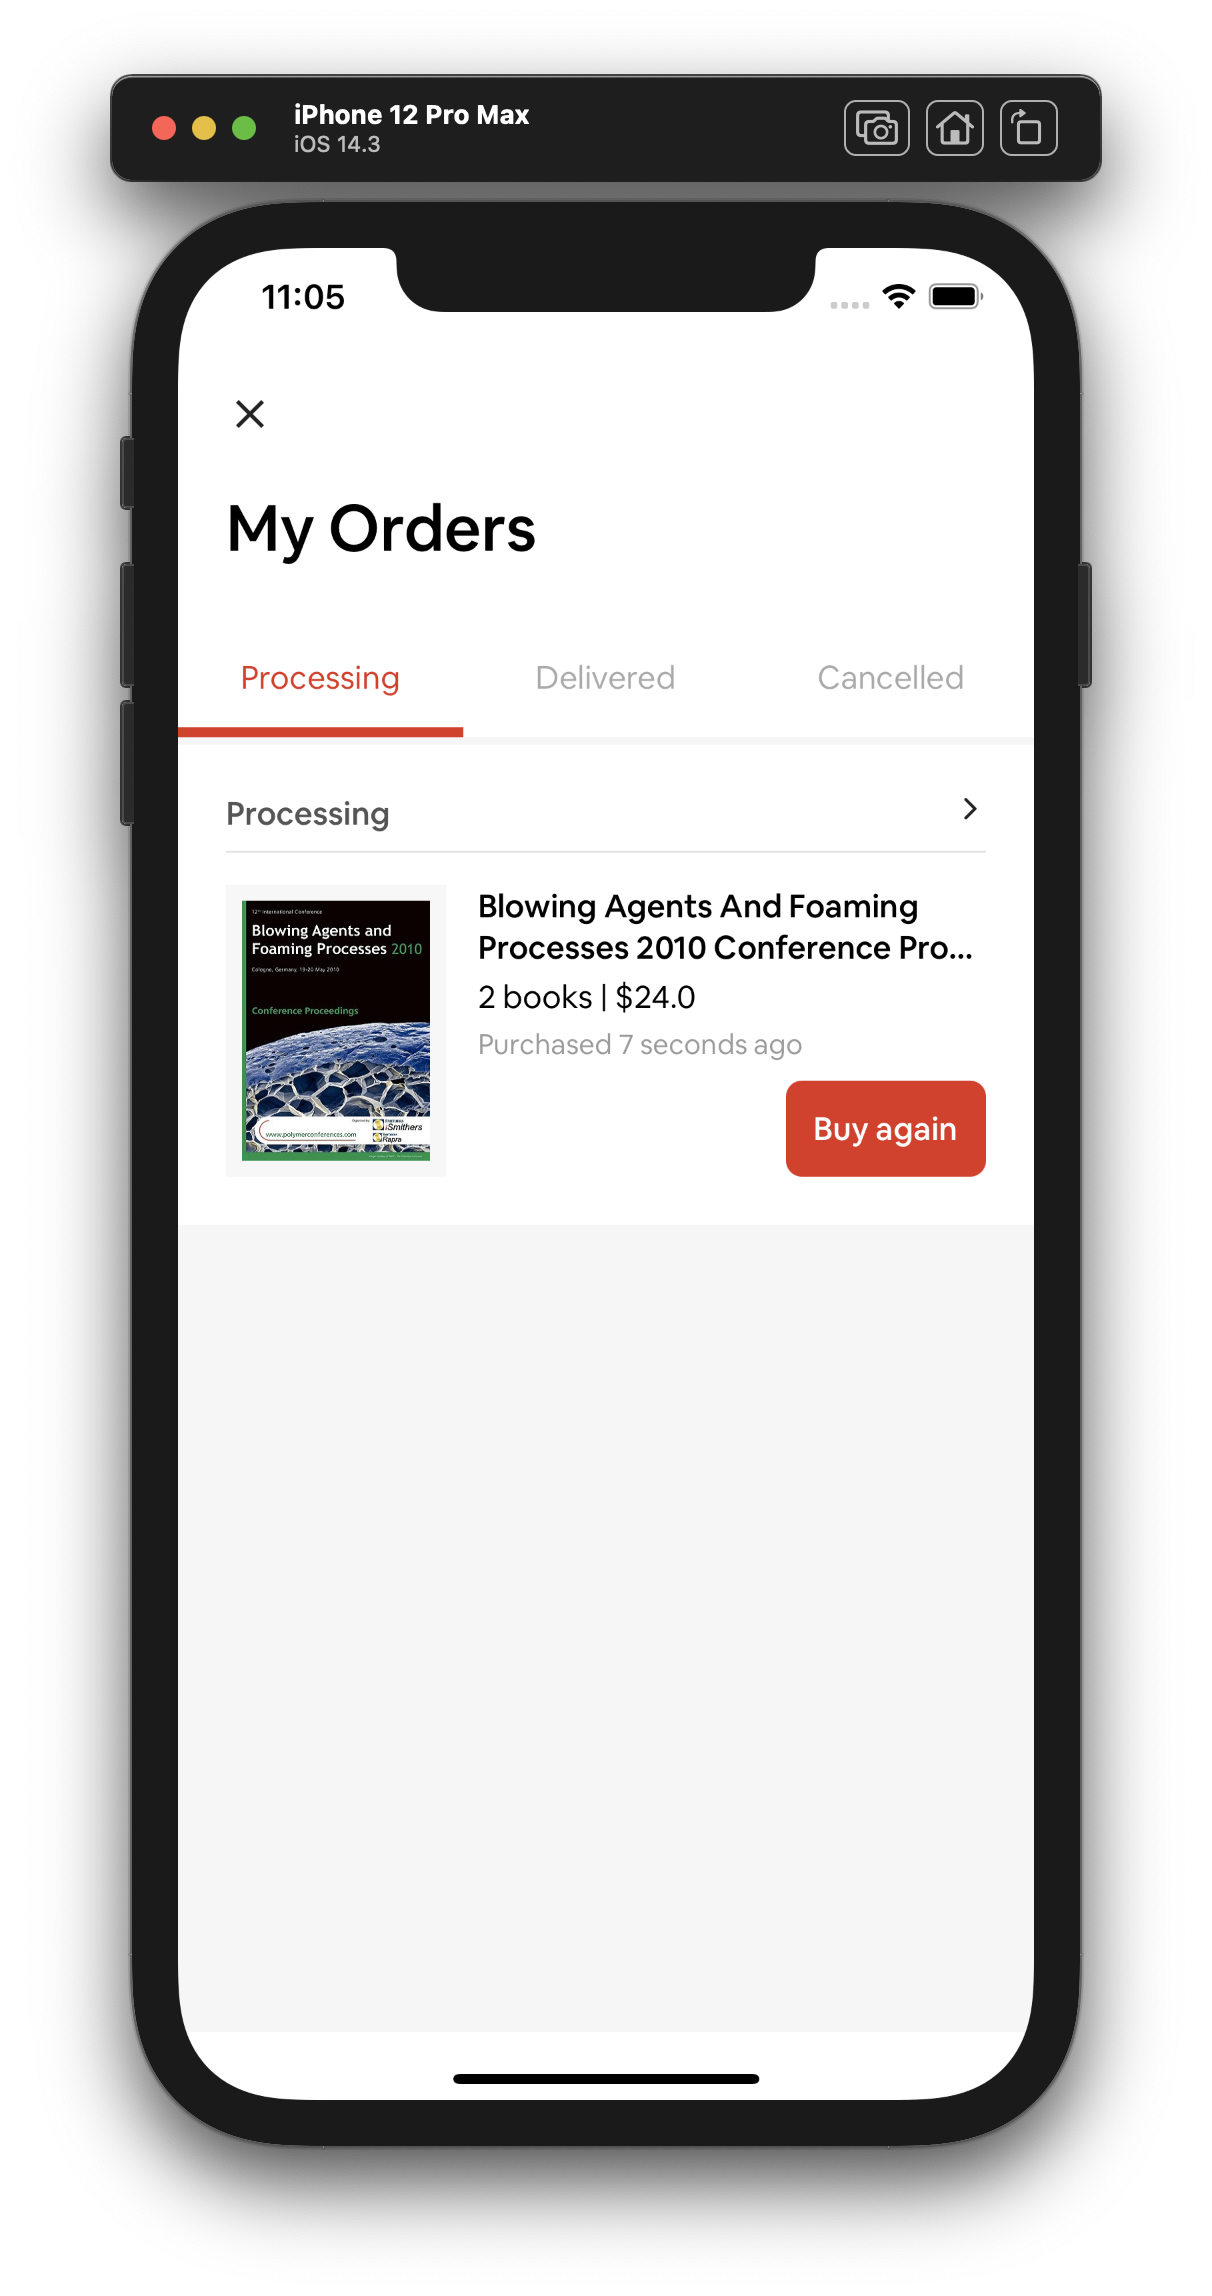 iPhone 12 Pro Max
iOS 14.3
11:05
My Orders
Processing
Delivered
Cancelled
Processing
12th International Conference
Blowing Agents and
Foaming Processes 2010
Cologne, Germany, 19-20 May 2010
Conference Proceedings
www.polymerconferences.com
iSmithers
Rapra
Blowing Agents And Foaming
Processes 2010 Conference Pro...
2 books | $24.0
Purchased 7 seconds ago
Buy again